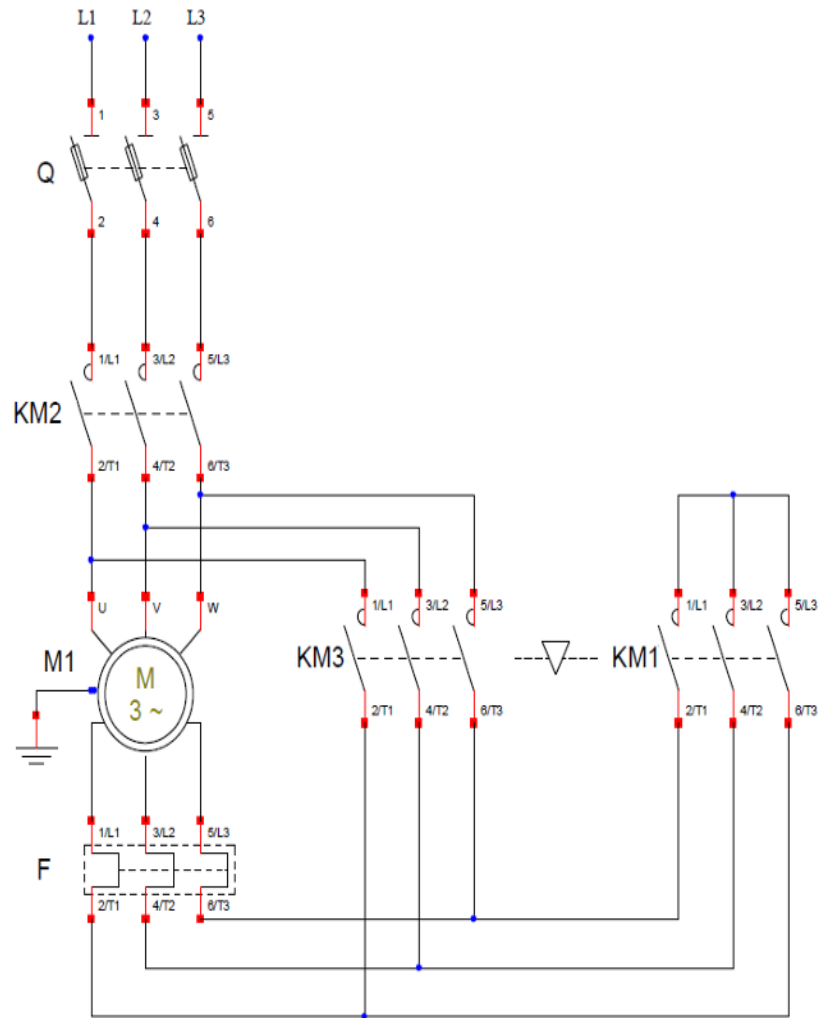 L1 L2 L3
1 3 5
Q
2 4 6
1/L1 3/L2 5/L3
KM2
2/T1 4/T2 6/T3
U V W
1/L1 3/L2 5/L3 1/L1 3/L2 5/L3
M1 M KM3 KM1
3 ~
2/T1 4/T2 6/T3 2/T1 4/T2 6/T3
1/L1 3/L2 5/L3
F
2/T1 4/T2 6/T3